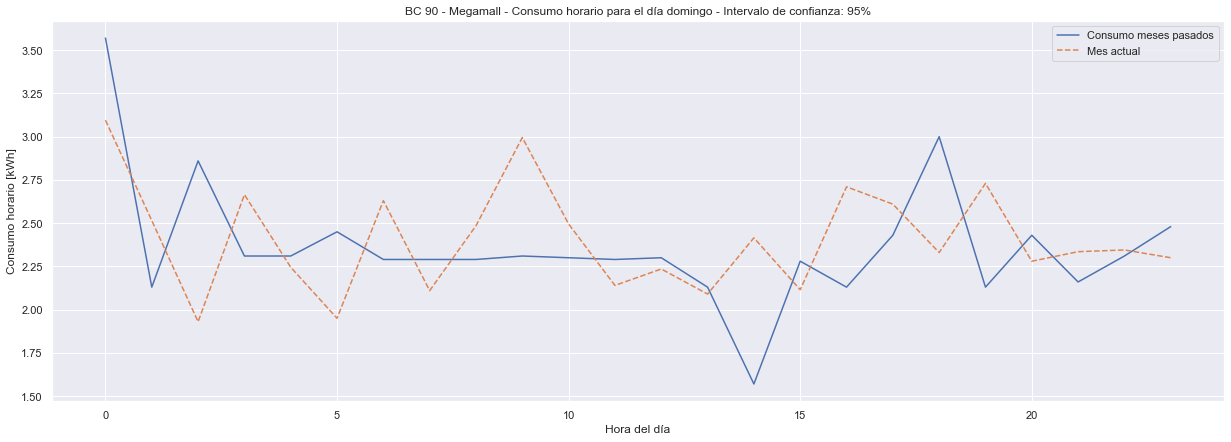 BC 90 - Megamall - Consumo horario para el día domingo - Intervalo de confianza: 95%
Consumo meses pasados
Mes actual
Consumo horario [kWh]
3.50
3.25
3.00
2.75
2.50
2.25
2.00
1.75
1.50
0
5
10
15
20
Hora del día